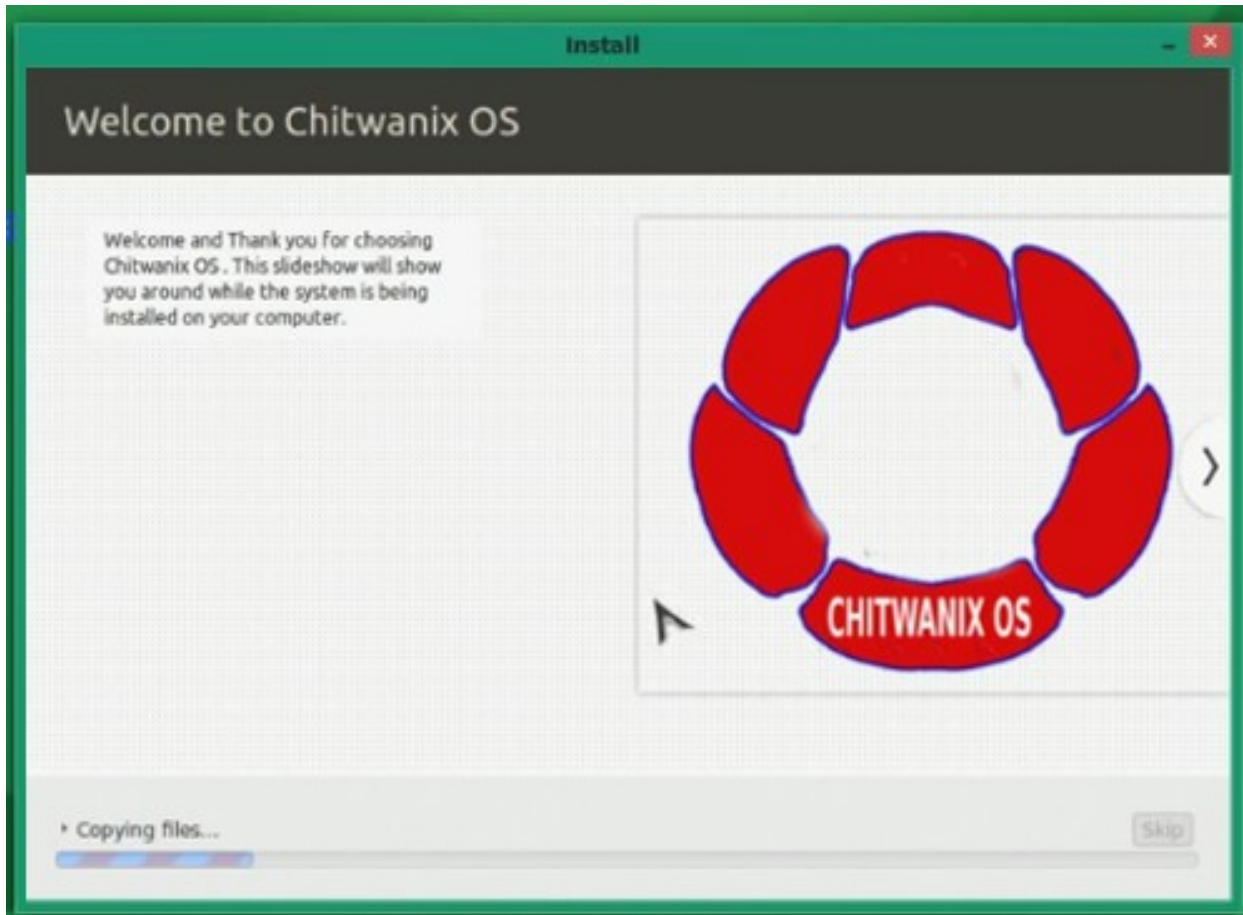 Install
Welcome to Chitwanix OS
Welcome and Thank you for choosing
Chitwanix OS . This slideshow will show
you around while the system is being
installed on your computer.
CHITWANIX OS
Copying files...
Skip